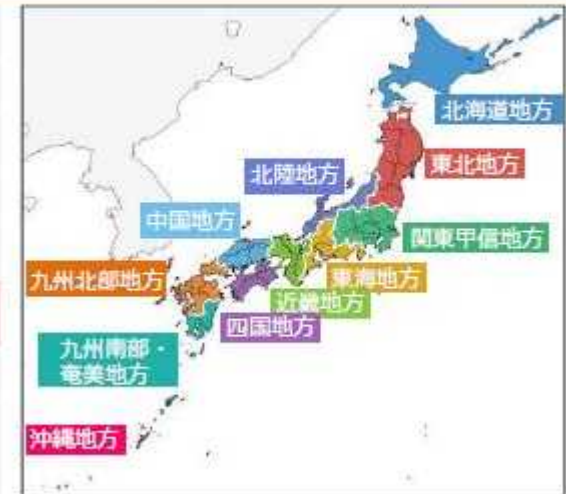 北海道地方
東北地方
北陸地方
中国地方
関東甲信地方
九州北部地方
東海地方
近畿地方
四国地方
九州南部・
奄美地方
沖縄地方